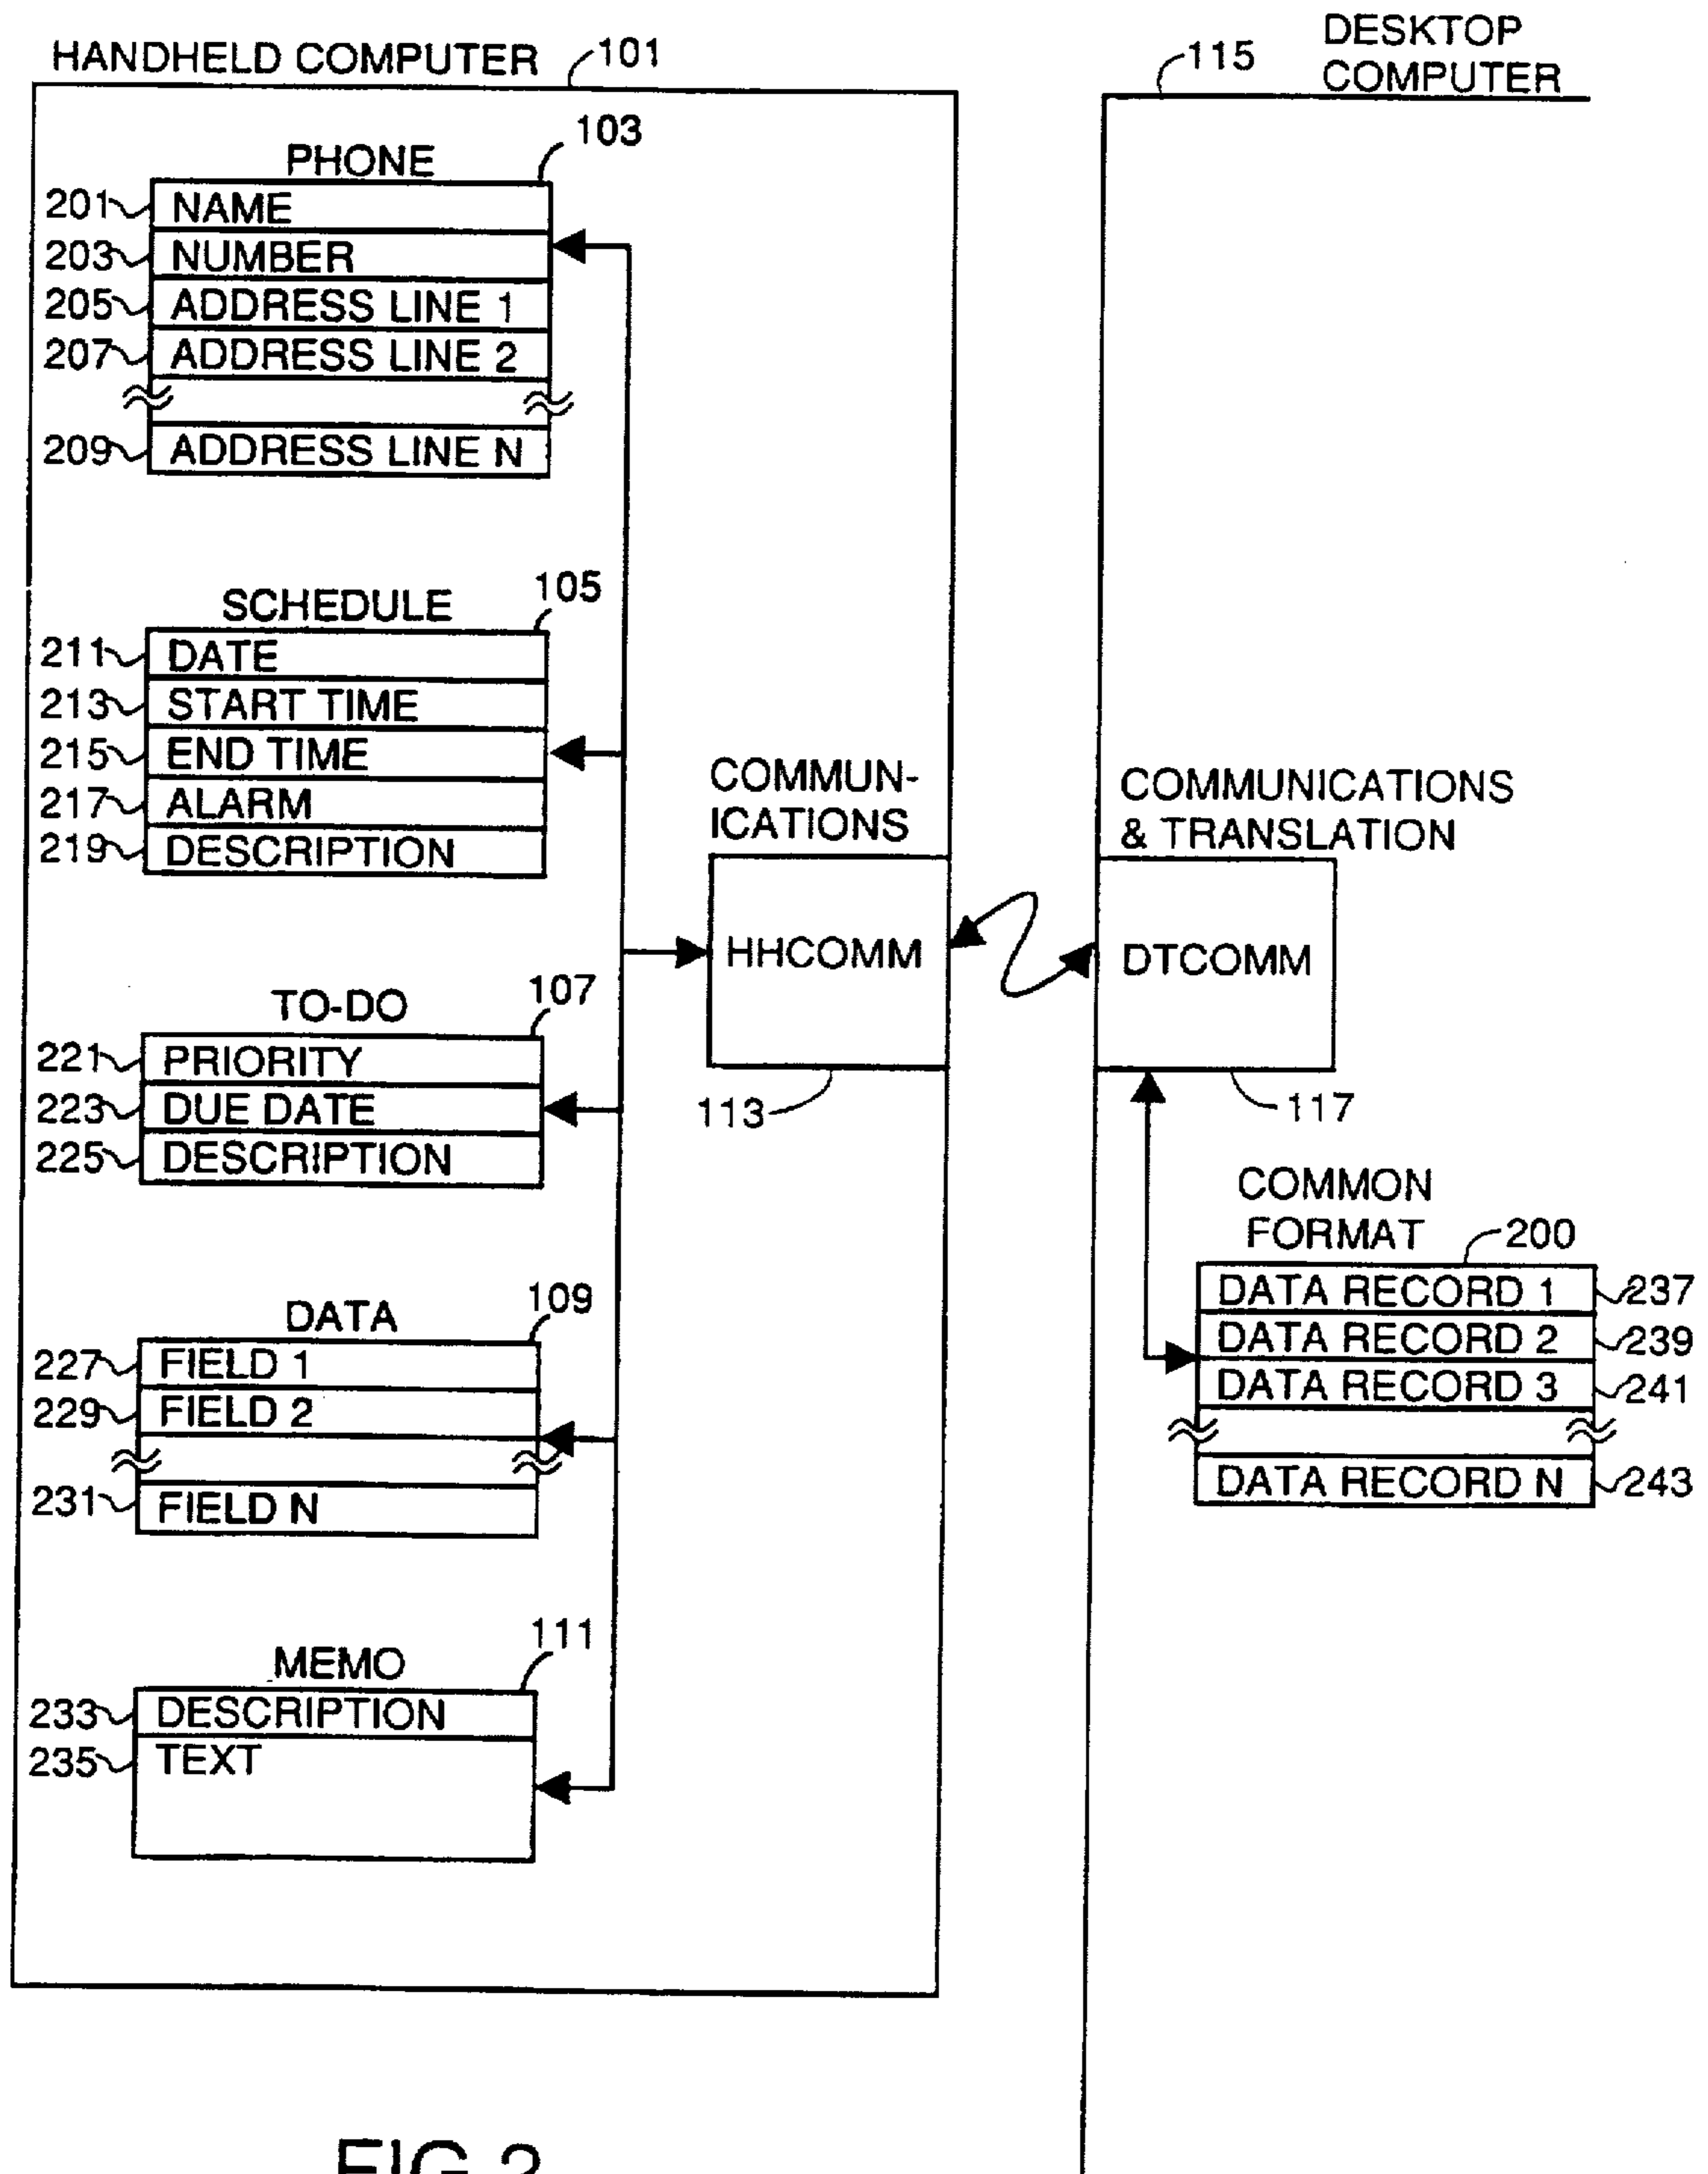 HANDHELD COMPUTER
101
PHONE
103
201 NAME
203 NUMBER
205 ADDRESS LINE 1
207 ADDRESS LINE 2
209 ADDRESS LINE N
SCHEDULE
105
211 DATE
213 START TIME
215 END TIME
217 ALARM
219 DESCRIPTION
TO-DO
107
221 PRIORITY
223 DUE DATE
225 DESCRIPTION
DATA
109
227 FIELD 1
229 FIELD 2
231 FIELD N
MEMO
111
233 DESCRIPTION
235 TEXT
COMMUN-
ICATIONS
HHCOMM
113
115
DESKTOP
COMPUTER
COMMUNICATIONS
& TRANSLATION
DTCOMM
117
COMMON
FORMAT
200
DATA RECORD 1 237
DATA RECORD 2 239
DATA RECORD 3 241
DATA RECORD N 243
FIG 2